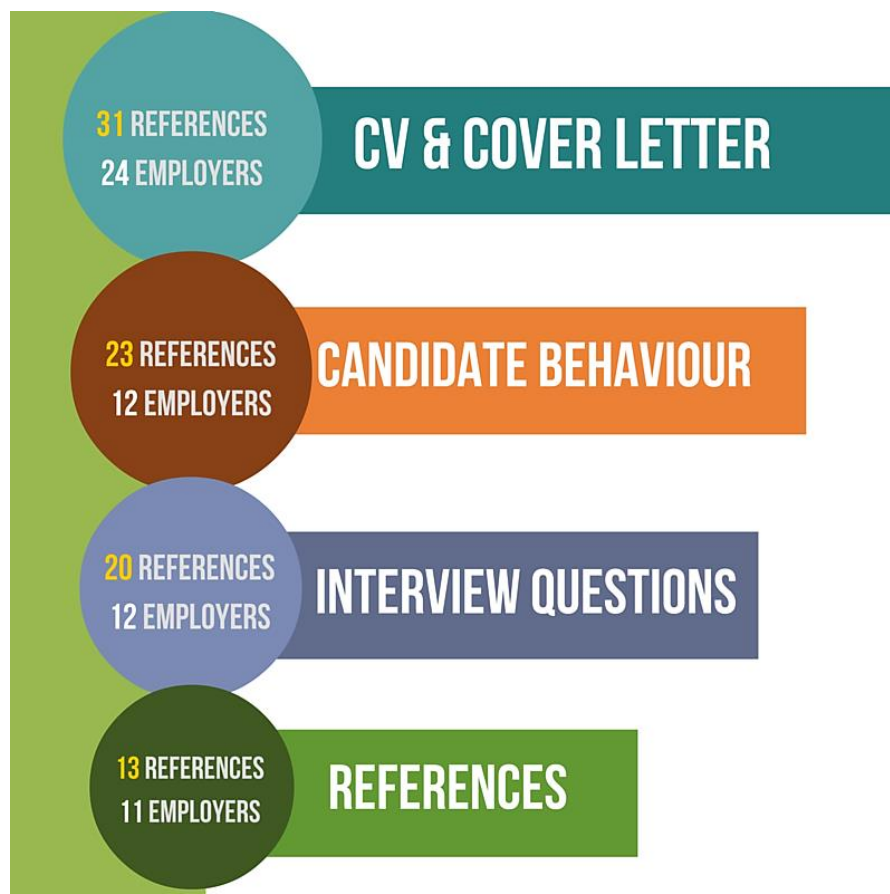 31 REFERENCES
24 EMPLOYERS
CV & COVER LETTER
23 REFERENCES
12 EMPLOYERS
CANDIDATE BEHAVIOUR
20 REFERENCES
12 EMPLOYERS
INTERVIEW QUESTIONS
13 REFERENCES
11 EMPLOYERS
REFERENCES